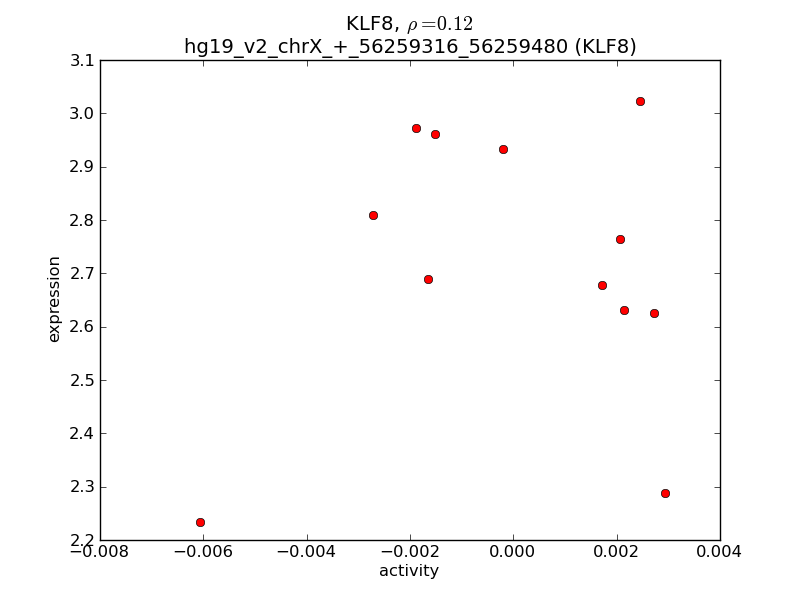 KLF8, ρ=0.12
hg19_v2_chrX_+_56259316_56259480 (KLF8)
3.1
3.0
2.9
2.8
2.7
2.6
2.5
2.4
2.3
2.2
expression
−0.008 −0.006 −0.004 −0.002 0.000 0.002 0.004
activity